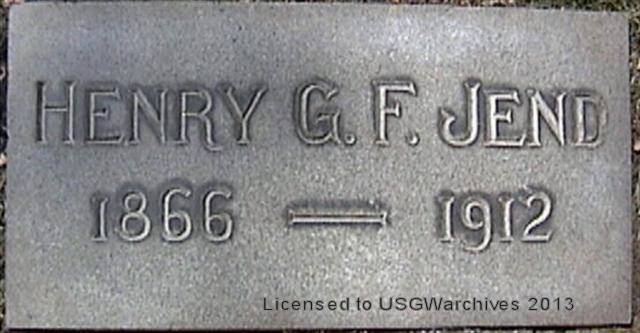 HENRY G. F. JEND
1866 — 1912
Licensed to USGWarchives 2013